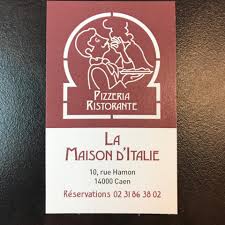 PIZZERIA
RISTORANTE
LA
MAISON D'ITALIE
10, rue Hamon
14000 Caen
Réservations 02 31 86 38 02